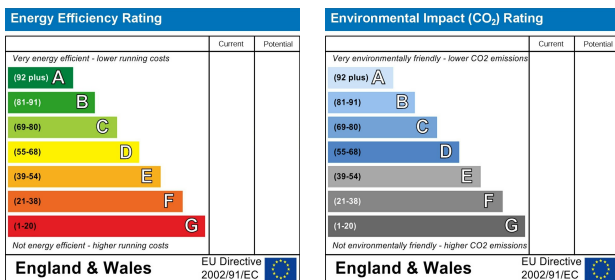 Energy Efficiency Rating
Current Potential
Very energy efficient - lower running costs
(92 plus) A
(81-91) B
(69-80) C
(55-68) D
(39-54) E
(21-38) F
(1-20) G
Not energy efficient - higher running costs
England & Wales
EU Directive
2002/91/EC
Environmental Impact (CO₂) Rating
Current Potential
Very environmentally friendly - lower CO2 emissions
(92 plus) A
(81-91) B
(69-80) C
(55-68) D
(39-54) E
(21-38) F
(1-20) G
Not environmentally friendly - higher CO2 emissions
England & Wales
EU Directive
2002/91/EC